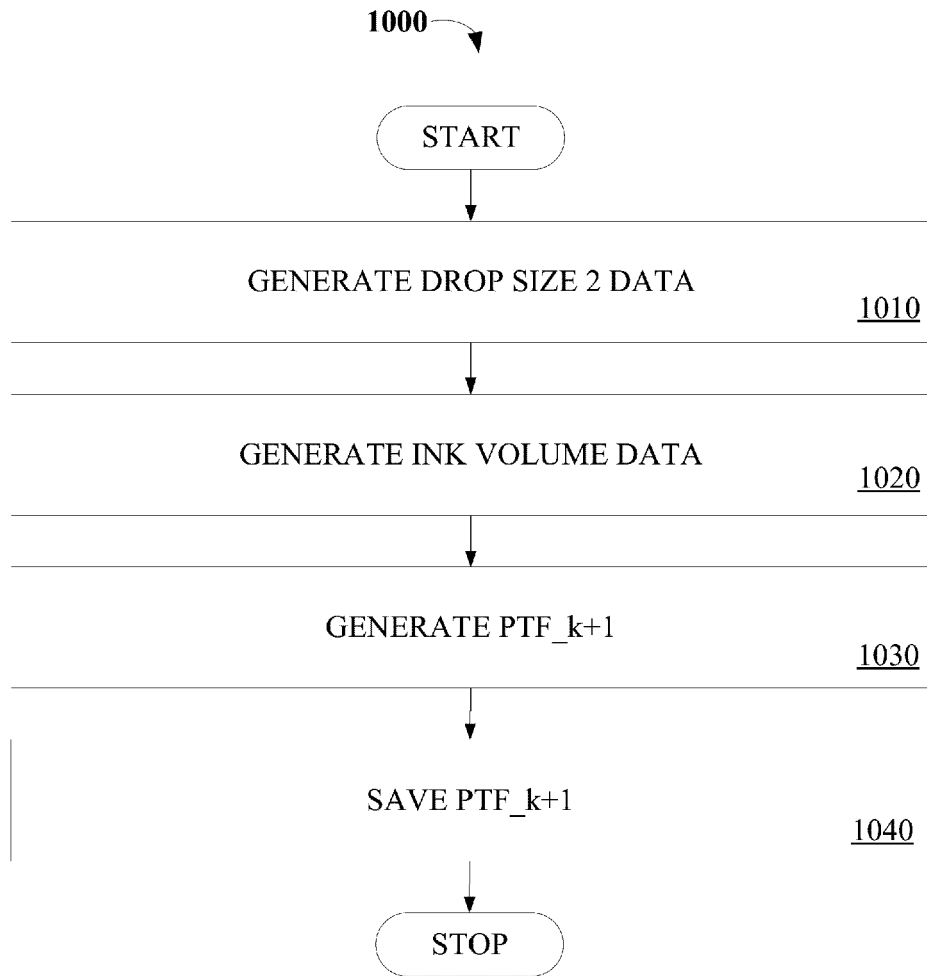 1000
START
GENERATE DROP SIZE 2 DATA
1010
GENERATE INK VOLUME DATA
1020
GENERATE PTF_k+1
1030
SAVE PTF_k+1
1040
STOP